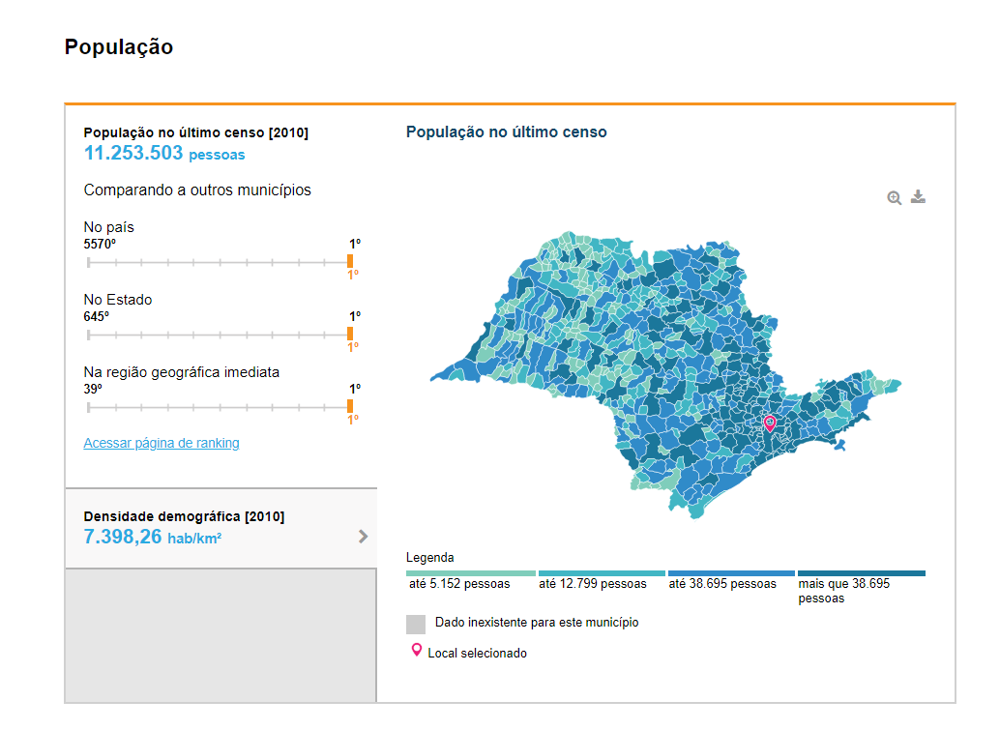 População
População no último censo [2010]
11.253.503 pessoas
Comparando a outros municípios
No país
5570º
1º
1º
No Estado
645º
1º
1º
Na região geográfica imediata
39º
1º
1º
Acessar página de ranking
Densidade demográfica [2010]
7.398,26 hab/km²
População no último censo
Legenda
até 5.152 pessoas
até 12.799 pessoas
até 38.695 pessoas
mais que 38.695
pessoas
Dado inexistente para este município
Local selecionado